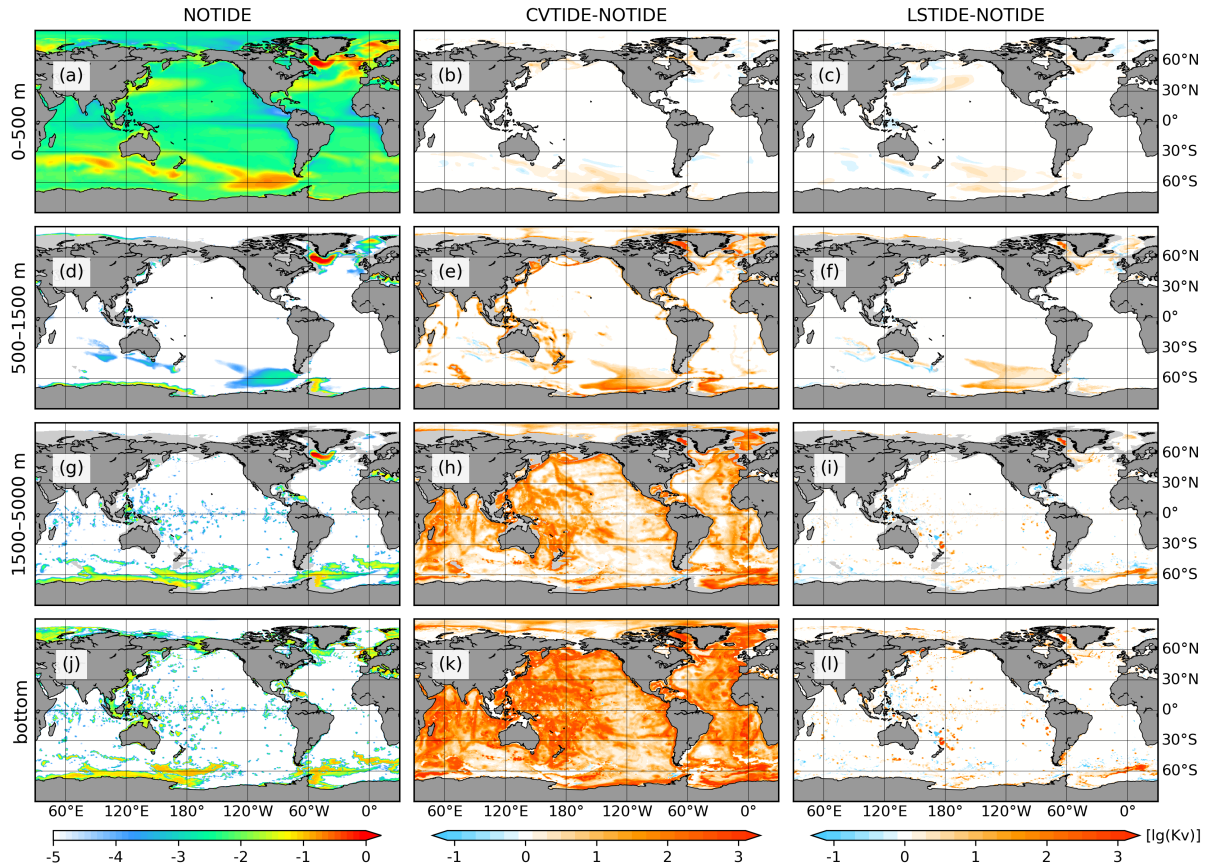 NOTIDE CVTIDE-NOTIDE LSTIDE-NOTIDE
0–500 m (a) (b) (c) 60°N
30°N
0°
30°S
60°S
500–1500 m (d) (e) (f) 60°N
30°N
0°
30°S
60°S
1500–5000 m (g) (h) (i) 60°N
30°N
0°
30°S
60°S
bottom (j) (k) (l) 60°N
30°N
0°
30°S
60°S
60°E 120°E 180° 120°W 60°W 0° 60°E 120°E 180° 120°W 60°W 0° 60°E 120°E 180° 120°W 60°W 0°
[lg(Kv)]
-5 -4 -3 -2 -1 0 -1 0 1 2 3 -1 0 1 2 3